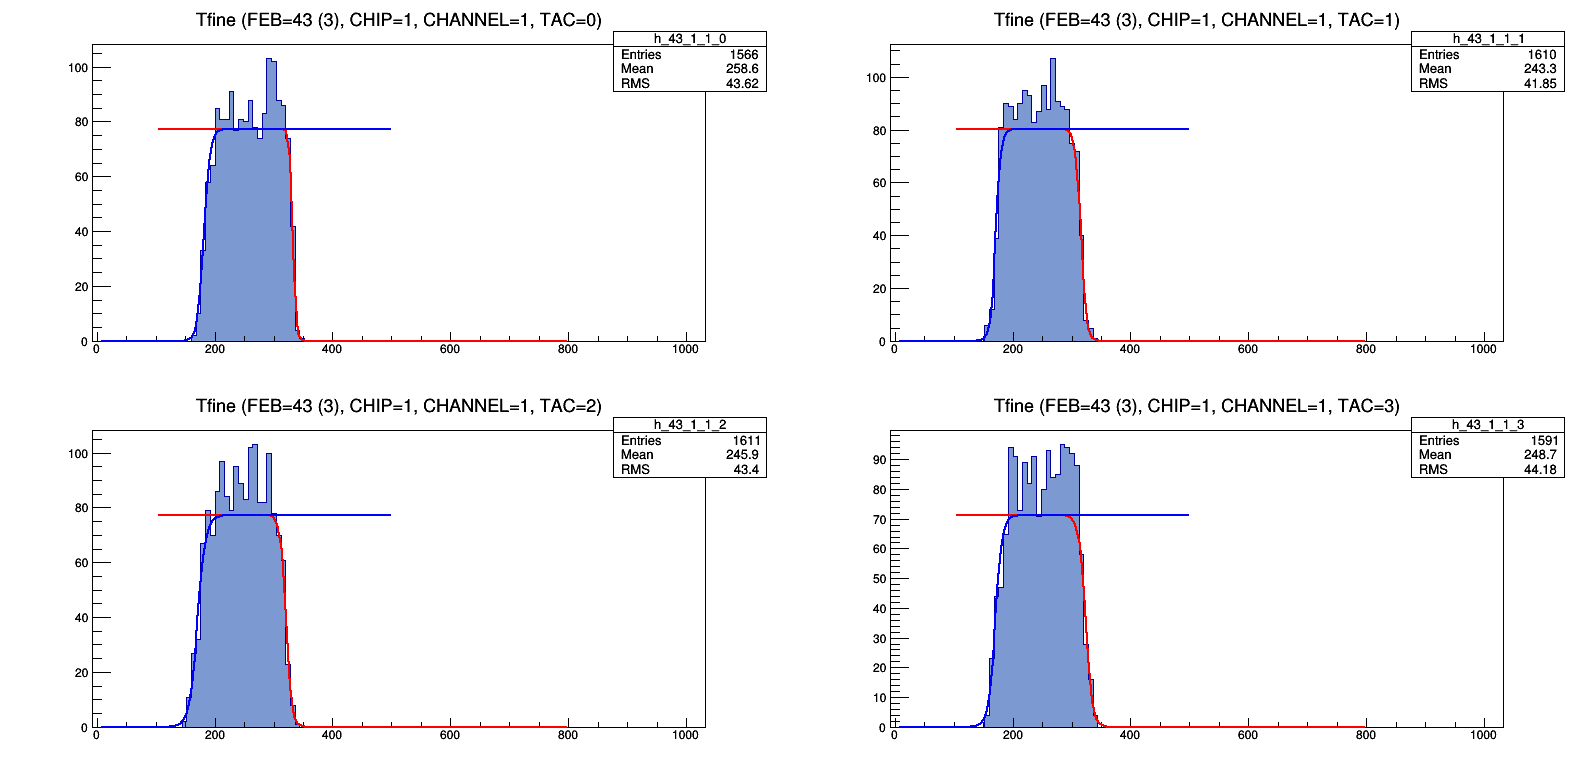 Tfine (FEB=43 (3), CHIP=1, CHANNEL=1, TAC=0)
h_43_1_1_0
Entries 1566
Mean 258.6
RMS 43.62
100
80
60
40
20
0
0 200 400 600 800 1000
Tfine (FEB=43 (3), CHIP=1, CHANNEL=1, TAC=1)
h_43_1_1_1
Entries 1610
Mean 243.3
RMS 41.85
100
80
60
40
20
0
0 200 400 600 800 1000
Tfine (FEB=43 (3), CHIP=1, CHANNEL=1, TAC=2)
h_43_1_1_2
Entries 1611
Mean 245.9
RMS 43.4
100
80
60
40
20
0
0 200 400 600 800 1000
Tfine (FEB=43 (3), CHIP=1, CHANNEL=1, TAC=3)
h_43_1_1_3
Entries 1591
Mean 248.7
RMS 44.18
90
80
70
60
50
40
30
20
10
0
0 200 400 600 800 1000